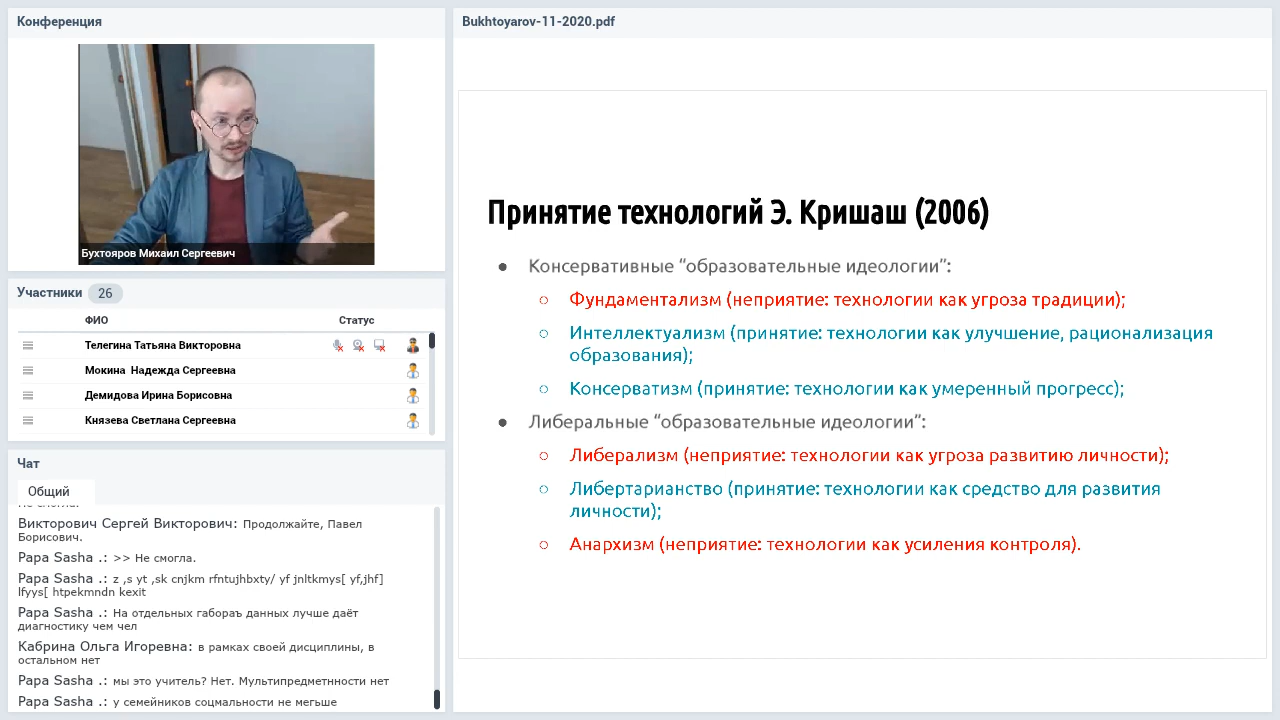 Конференция
Бухтояров Михаил Сергеевич
Участники 26
ФИО Статус
Телегина Татьяна Викторовна
Мокина Надежда Сергеевна
Демидова Ирина Борисовна
Князева Светлана Сергеевна
Чат
Общий
Викторович Сергей Викторович: Продолжайте, Павел
Борисович.
Papa Sasha .: >> Не смогла.
Papa Sasha .: z ,s yt ,sk cnjkm rfntujhbxty/ yf jnltkmys[ yf,jhf]
lfyys[ htpekmndn kexit
Papa Sasha .: На отдельных габораъ данных лучше даёт
диагностику чем чел
Кабрина Ольга Игоревна: в рамках своей дисциплины, в
остальном нет
Papa Sasha .: мы это учитель? Нет. Мультипредметнности нет
Papa Sasha .: у семейников соцмальности не мегьше
Bukhtoyarov-11-2020.pdf
Принятие технологий Э. Кришаш (2006)
● Консервативные “образовательные идеологии”:
○ Фундаментализм (неприятие: технологии как угроза традиции);
○ Интеллектуализм (принятие: технологии как улучшение, рационализация
образования);
○ Консерватизм (принятие: технологии как умеренный прогресс);
● Либеральные “образовательные идеологии”:
○ Либерализм (неприятие: технологии как угроза развитию личности);
○ Либертарианство (принятие: технологии как средство для развития
личности);
○ Анархизм (неприятие: технологии как усиления контроля).